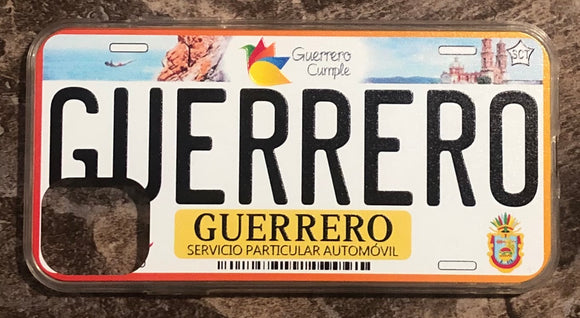 Guerrero
Cumple
SCT
GUERRERO
GUERRERO
SERVICIO PARTICULAR AUTOMÓVIL